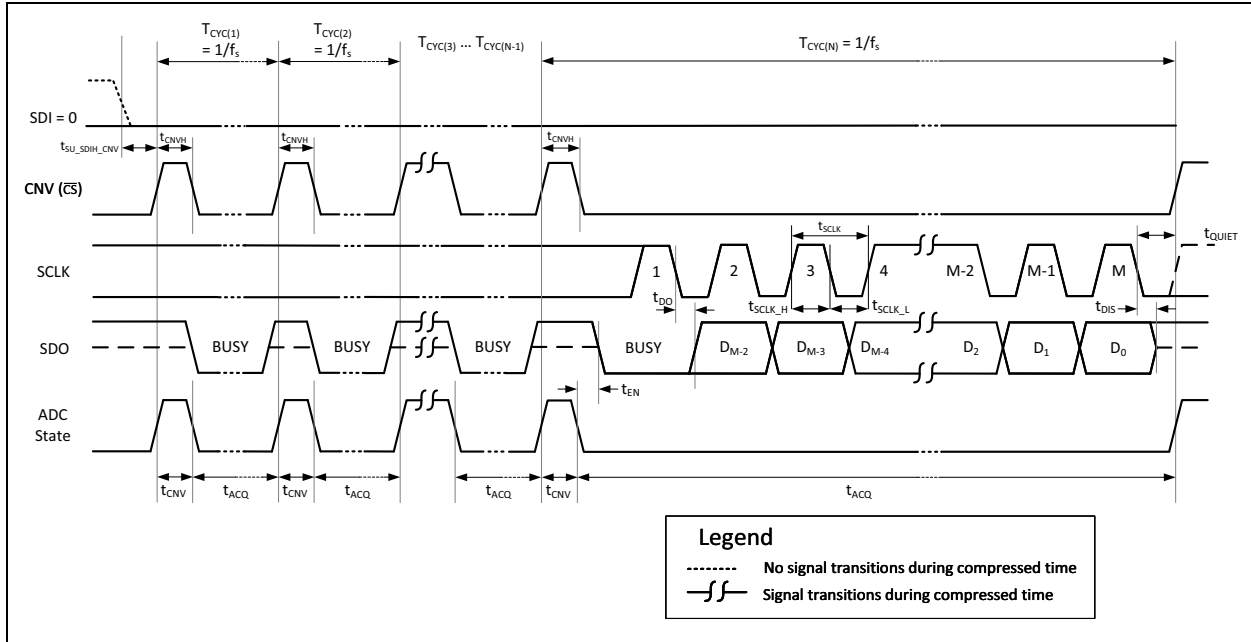 T_CYC(1) = 1/f_s
T_CYC(2) = 1/f_s
T_CYC(3) ... T_CYC(N-1)
T_CYC(N) = 1/f_s
SDI = 0
t_SU_SDIH_CNV
t_CNVH
t_CNVH
t_CNVH
CNV (C̅S̅)
t_SCLK
t_QUIET
SCLK
1
2
3
4
M-2
M-1
M
t_DO
t_SCLK_H
t_SCLK_L
t_DIS
SDO
BUSY
BUSY
BUSY
BUSY
D_M-2
D_M-3
D_M-4
D_2
D_1
D_0
t_EN
ADC
State
t_CNV
t_ACQ
t_CNV
t_ACQ
t_ACQ
t_CNV
t_ACQ
Legend
No signal transitions during compressed time
Signal transitions during compressed time